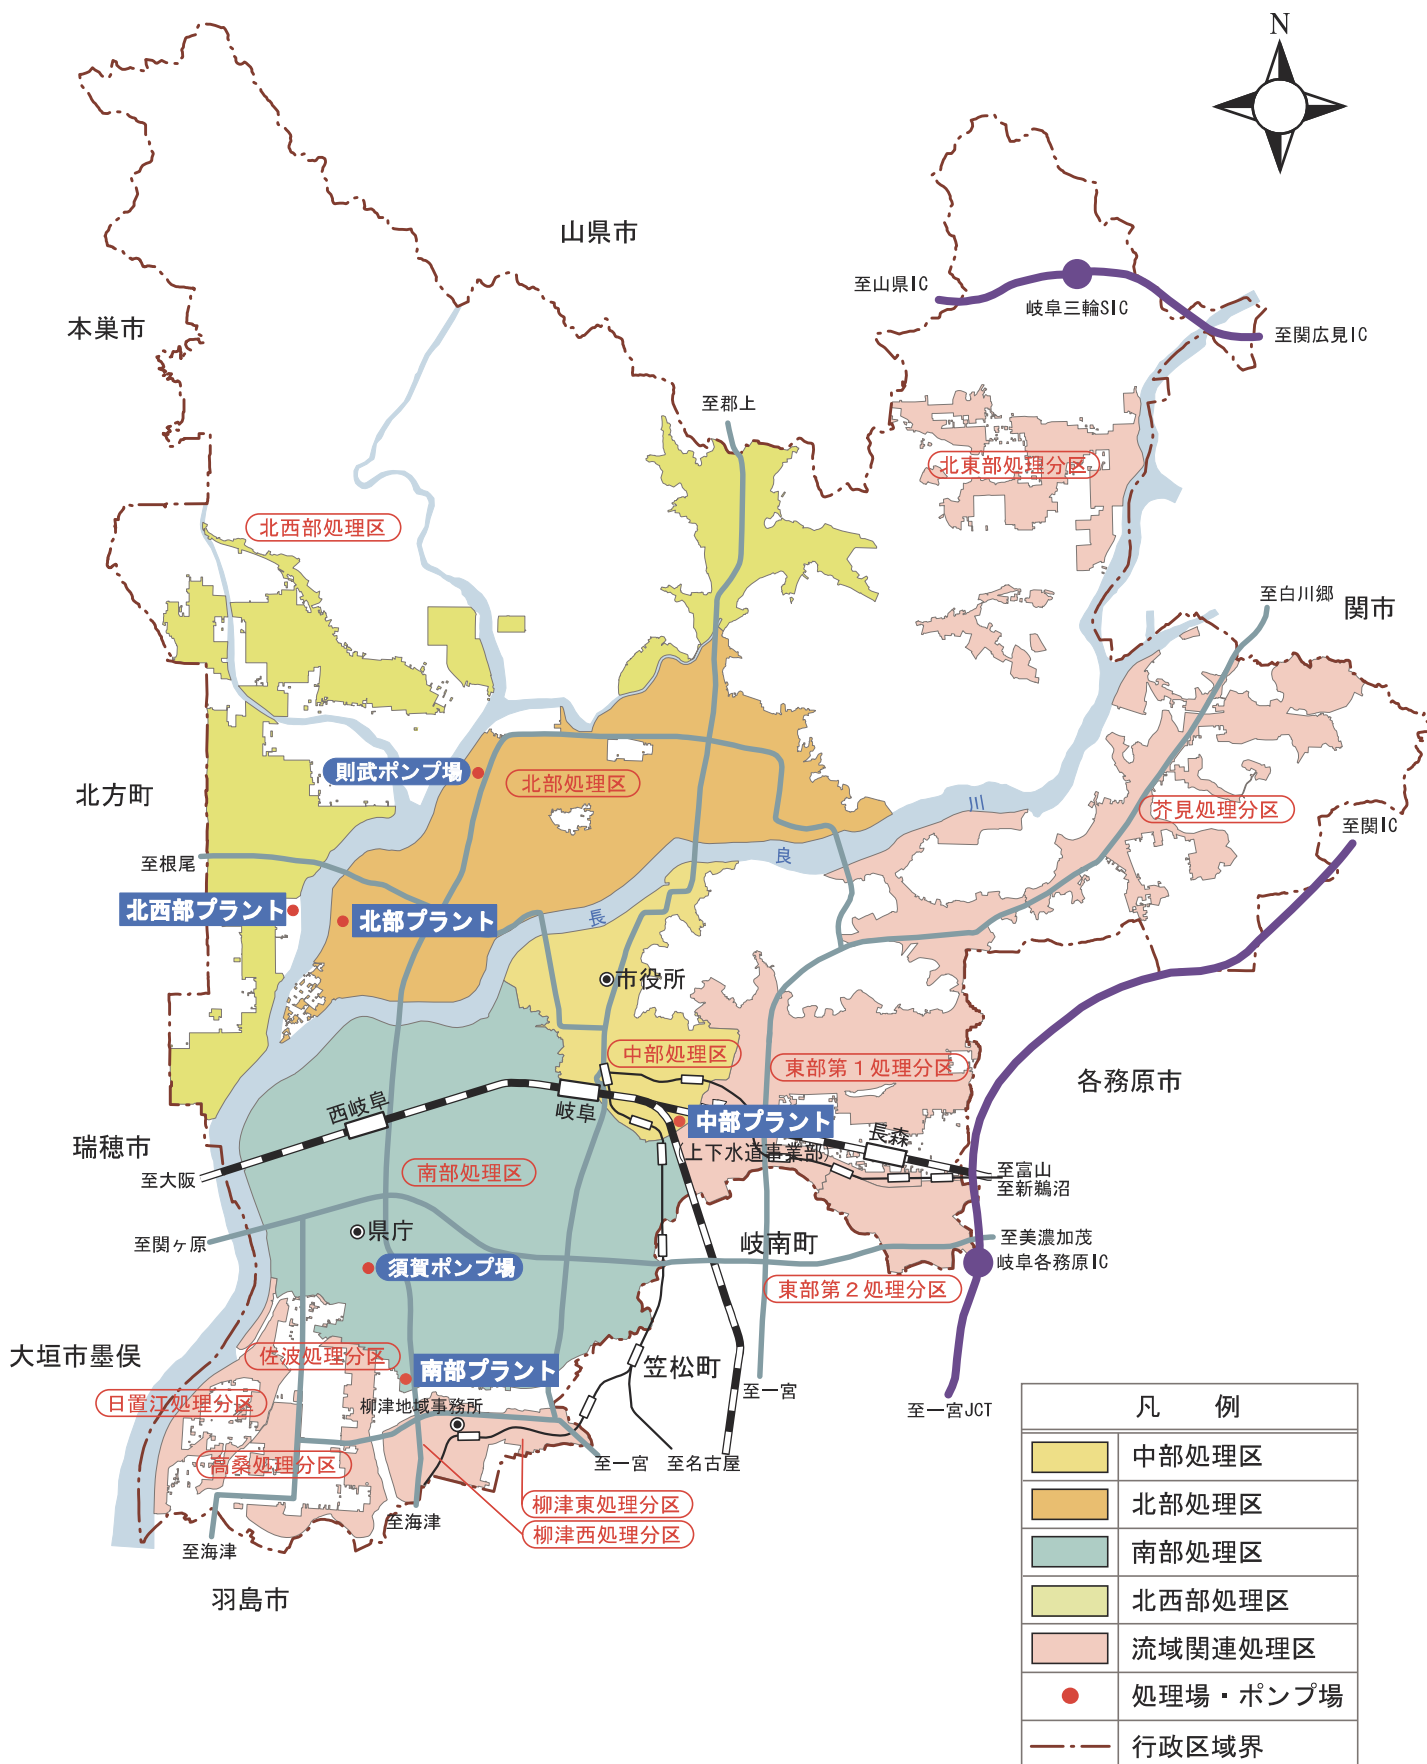 N
山県市
至山県IC
岐阜三輪SIC
至関広見IC
本巣市
至郡上
北東部処理分区
北西部処理区
至白川郷
関市
則武ポンプ場
北部処理区
北方町
川
芥見処理分区
至関IC
良
至根尾
北西部プラント
北部プラント
長
市役所
中部処理区
東部第1処理分区
各務原市
西岐阜
岐阜
中部プラント
長森
(上下水道事業部)
瑞穂市
至大阪
南部処理区
至富山
至新鵜沼
県庁
至関ヶ原
岐南町
至美濃加茂
須賀ポンプ場
岐阜各務原IC
東部第2処理分区
大垣市墨俣
佐波処理分区
南部プラント
笠松町
日置江処理分区
柳津地域事務所
至一宮
至一宮JCT
高桑処理分区
至一宮
至名古屋
柳津東処理分区
至海津
柳津西処理分区
至海津
羽島市
凡 例
中部処理区
北部処理区
南部処理区
北西部処理区
流域関連処理区
処理場・ポンプ場
行政区域界